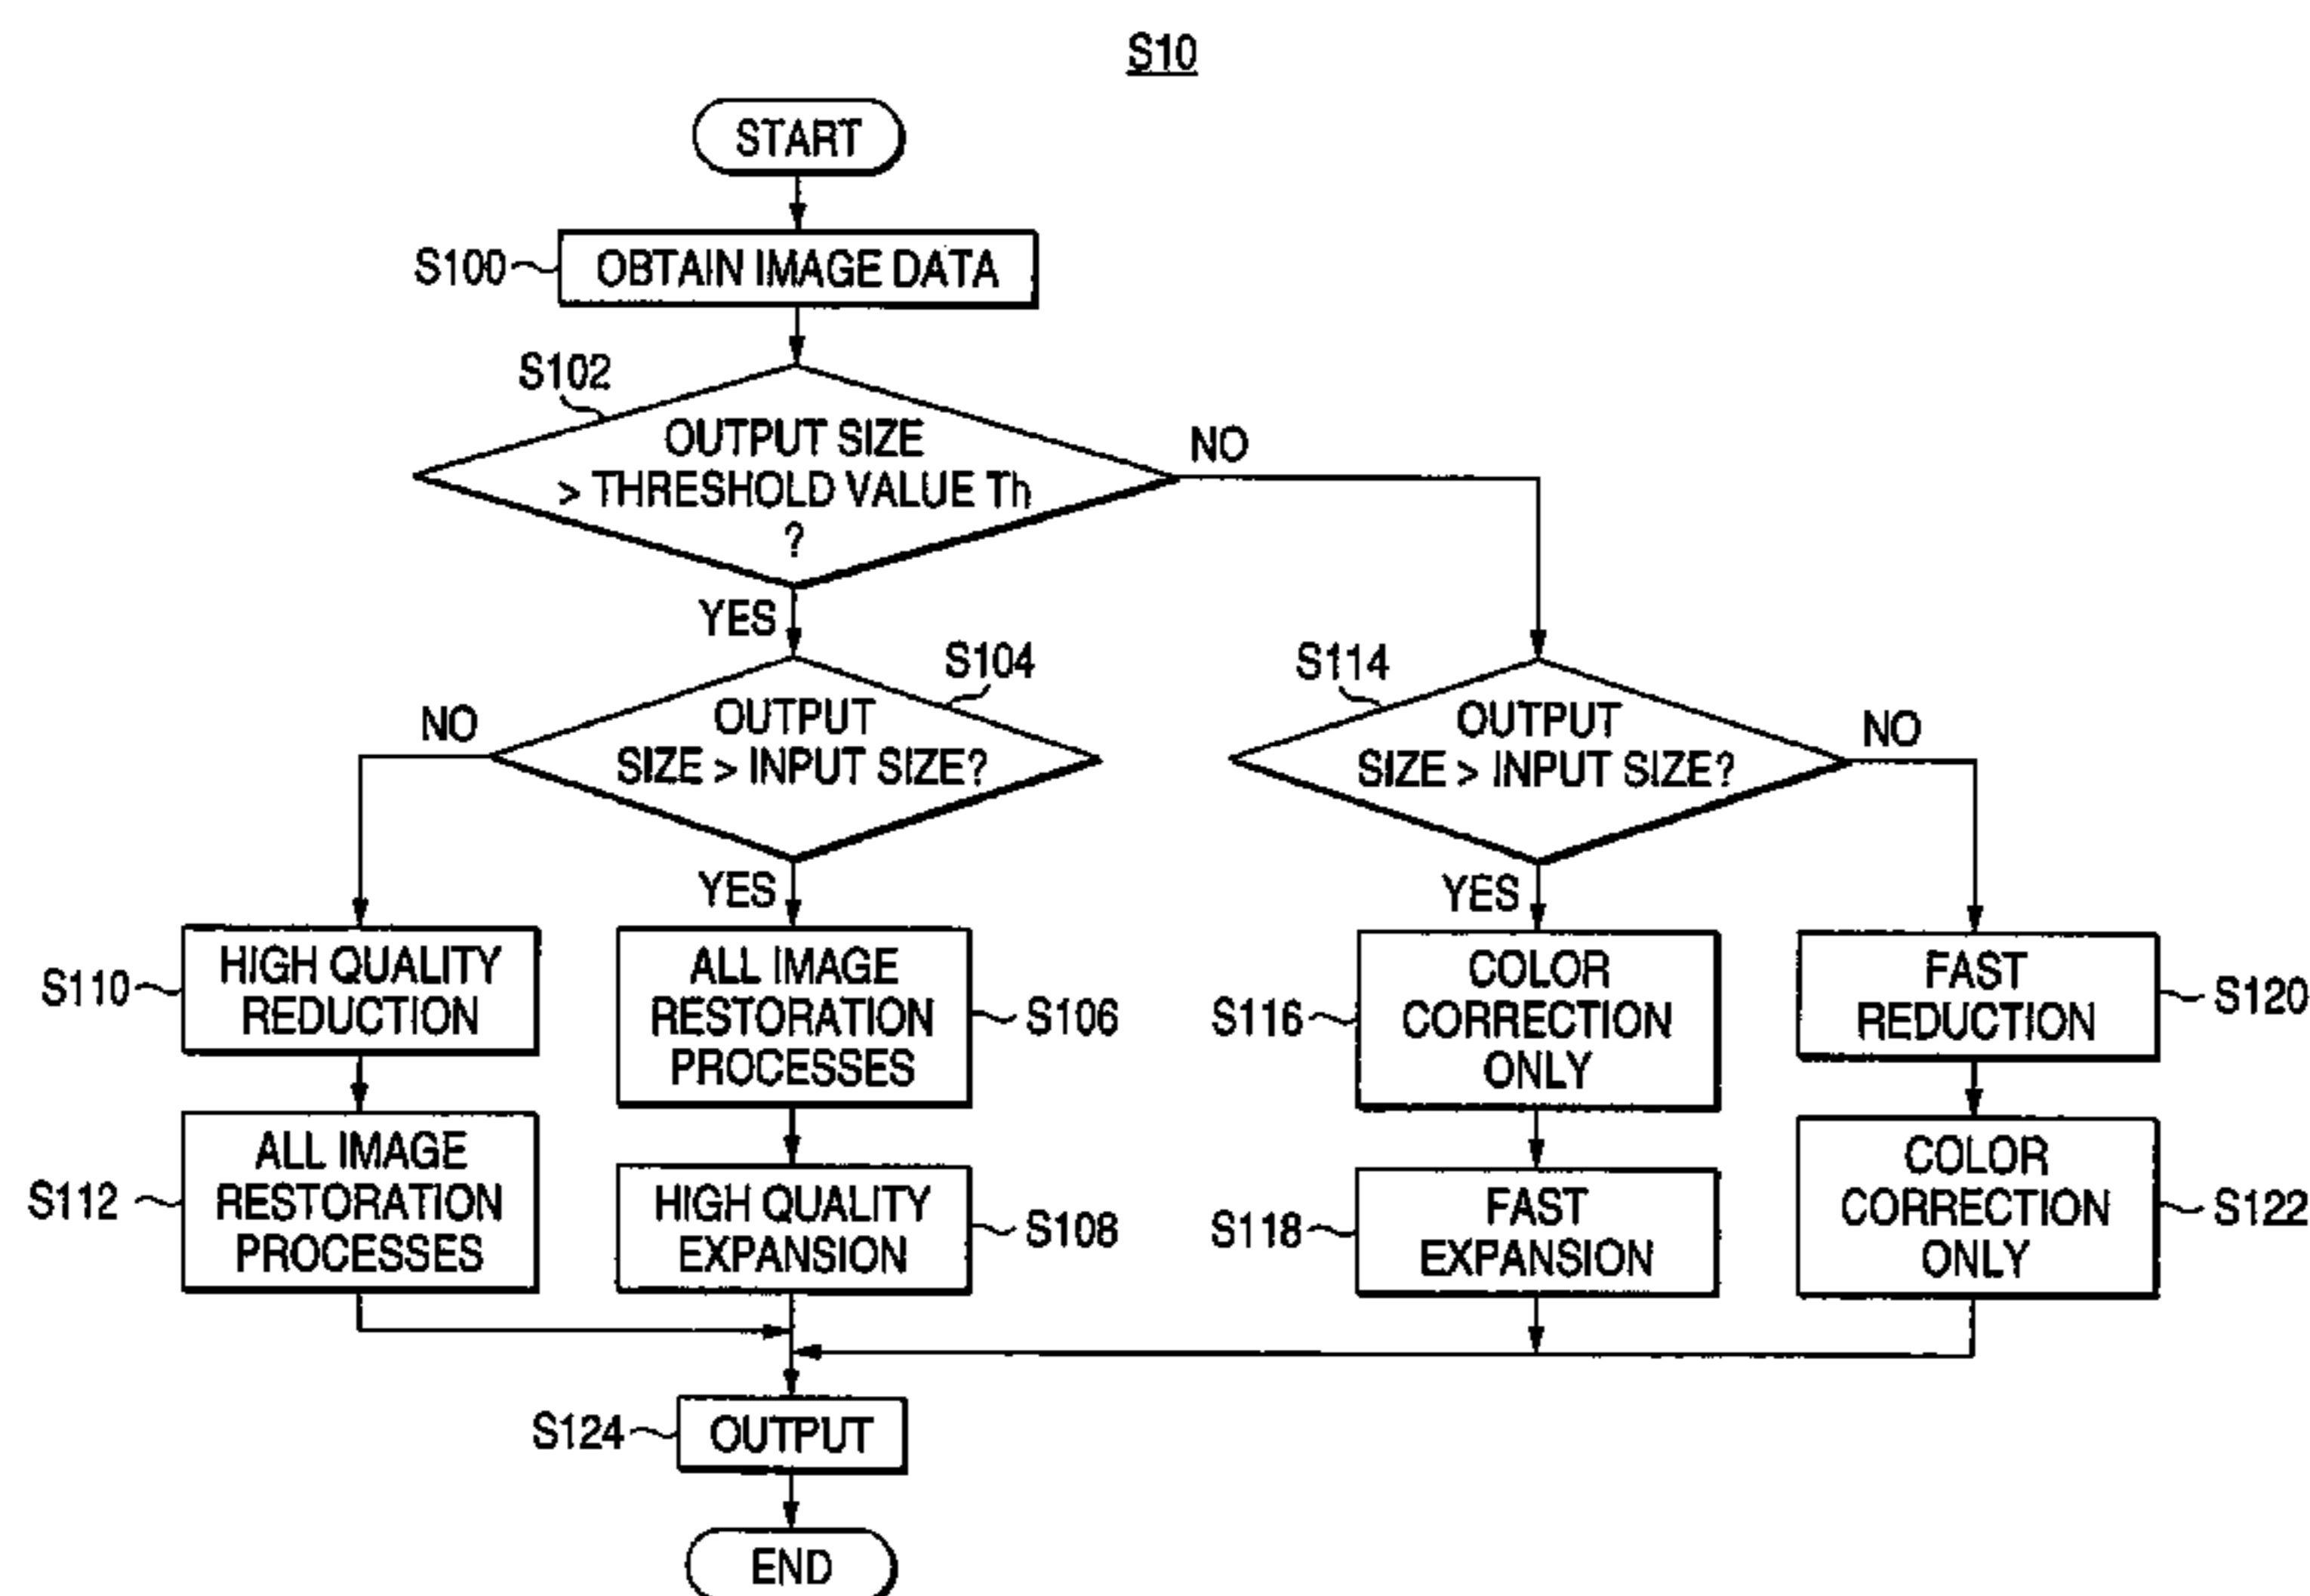 S10
START
S100
OBTAIN IMAGE DATA
S102
OUTPUT SIZE
> THRESHOLD VALUE Th
?
NO
YES
S104
OUTPUT
SIZE > INPUT SIZE?
NO
YES
S114
OUTPUT
SIZE > INPUT SIZE?
NO
YES
S110
HIGH QUALITY
REDUCTION
ALL IMAGE
RESTORATION
PROCESSES
S106
S116
COLOR
CORRECTION
ONLY
FAST
REDUCTION
S120
S112
ALL IMAGE
RESTORATION
PROCESSES
HIGH QUALITY
EXPANSION
S108
S118
FAST
EXPANSION
COLOR
CORRECTION
ONLY
S122
S124
OUTPUT
END